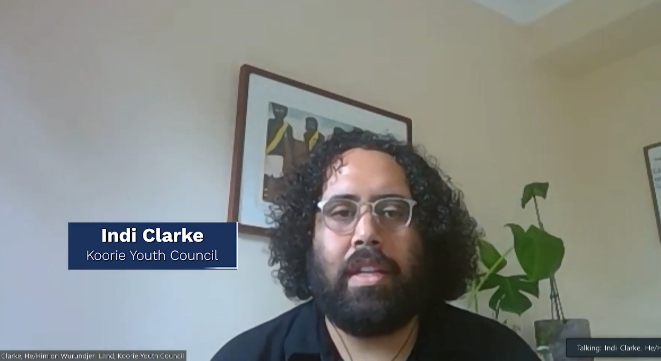 Indi Clarke
Koorie Youth Council
Clarke, He/Him on Wurundjeri Land, Koorie Youth Council
Talking: Indi Clarke, He/